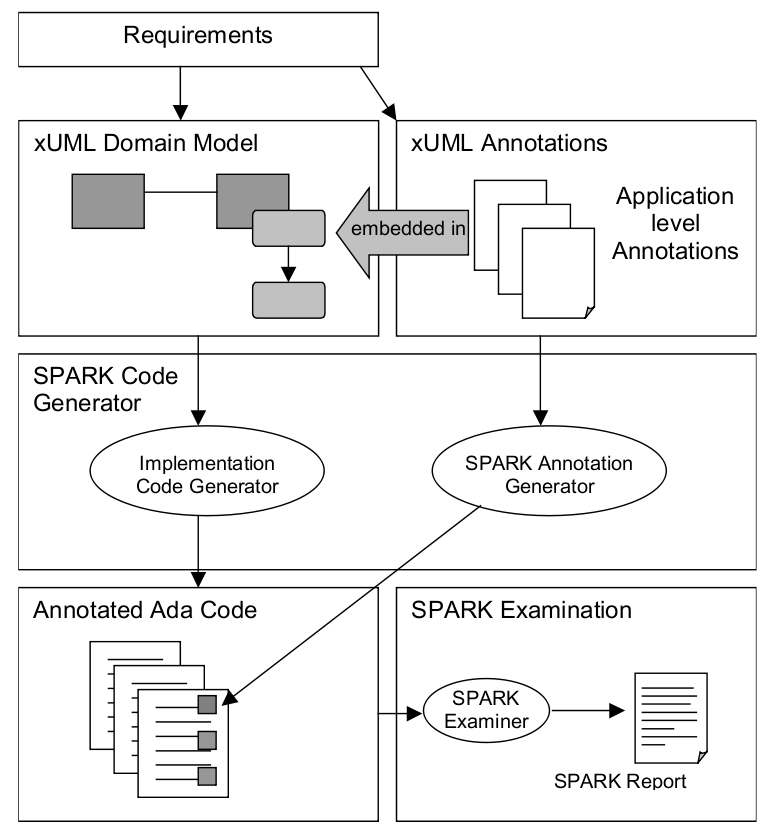 Requirements
xUML Domain Model
xUML Annotations
Application
level
Annotations
embedded in
SPARK Code
Generator
Implementation
Code Generator
SPARK Annotation
Generator
Annotated Ada Code
SPARK Examination
SPARK
Examiner
SPARK Report